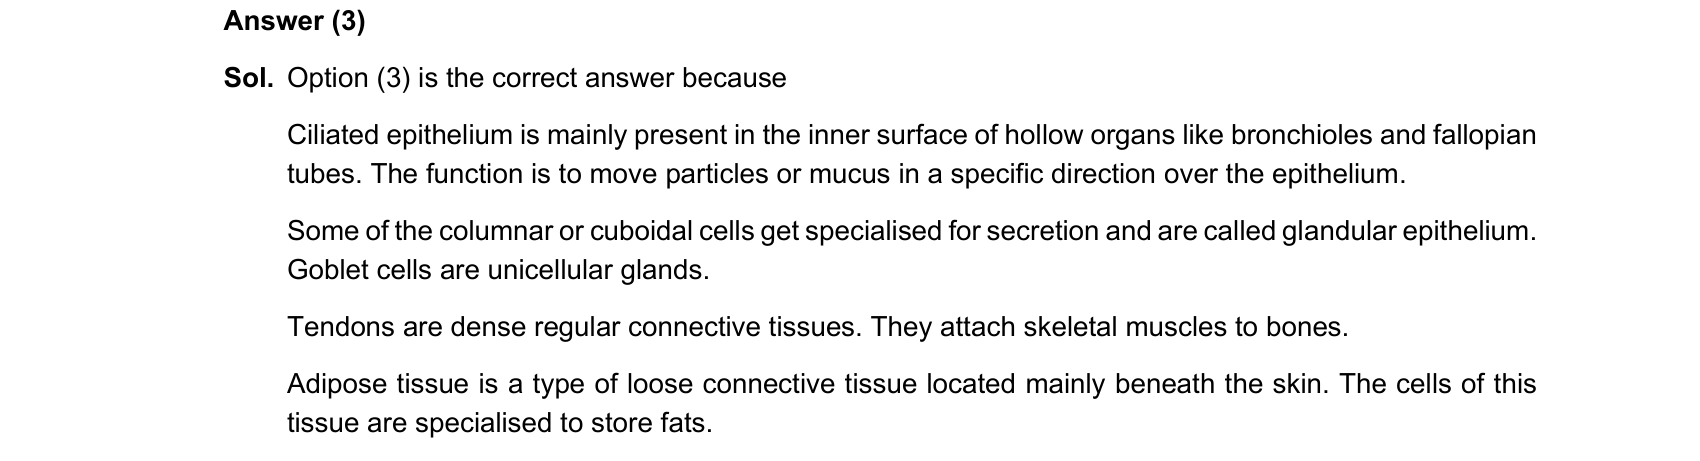 Answer (3)
Sol. Option (3) is the correct answer because
Ciliated epithelium is mainly present in the inner surface of hollow organs like bronchioles and fallopian
tubes. The function is to move particles or mucus in a specific direction over the epithelium.
Some of the columnar or cuboidal cells get specialised for secretion and are called glandular epithelium.
Goblet cells are unicellular glands.
Tendons are dense regular connective tissues. They attach skeletal muscles to bones.
Adipose tissue is a type of loose connective tissue located mainly beneath the skin. The cells of this
tissue are specialised to store fats.